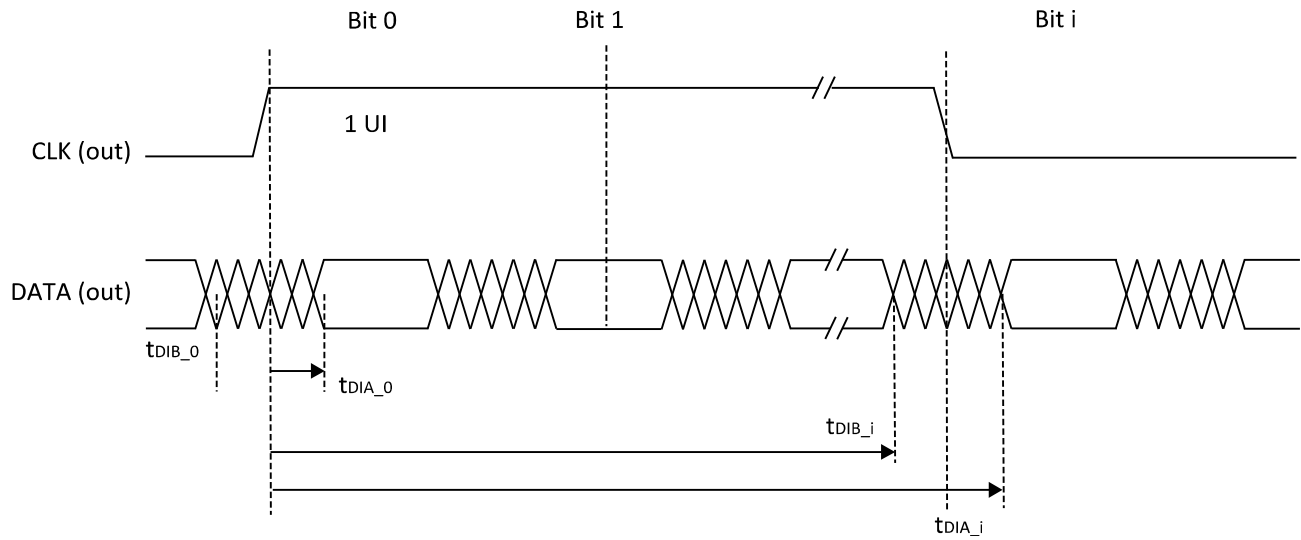 Bit 0
Bit 1
Bit i
1 UI
CLK (out)
DATA (out)
tDIB_0
tDIA_0
tDIB_i
tDIA_i